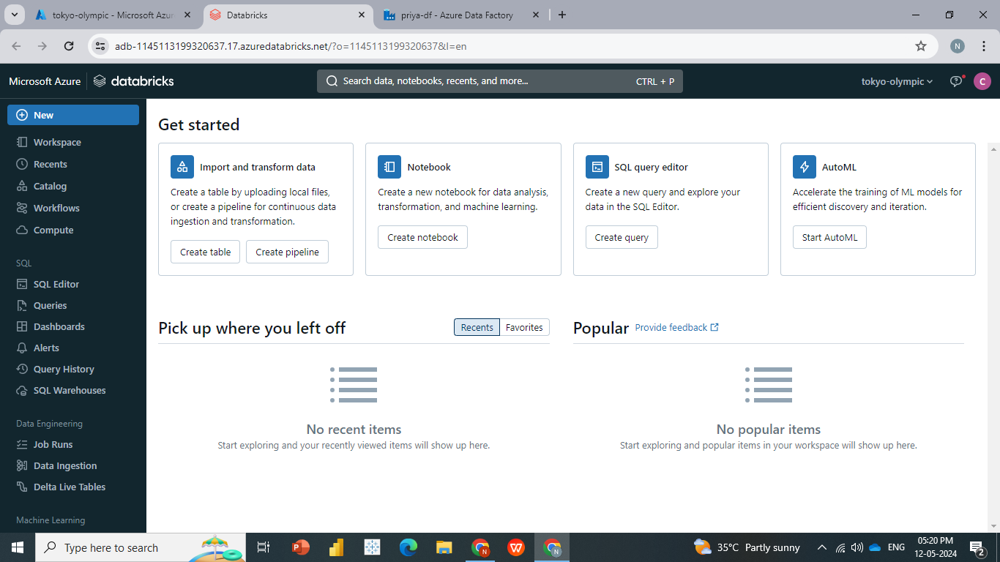 tokyo-olympic - Microsoft Azur
Databricks
priya-df - Azure Data Factory
adb-1145113199320637.17.azuredatabricks.net/?o=1145113199320637&l=en
N
Microsoft Azure
databricks
Search data, notebooks, recents, and more...
CTRL + P
tokyo-olympic
C
New
Workspace
Recents
Catalog
Workflows
Compute
SQL
SQL Editor
Queries
Dashboards
Alerts
Query History
SQL Warehouses
Data Engineering
Job Runs
Data Ingestion
Delta Live Tables
Machine Learning
Get started
Import and transform data
Create a table by uploading local files,
or create a pipeline for continuous data
ingestion and transformation.
Create table
Create pipeline
Notebook
Create a new notebook for data analysis,
transformation, and machine learning.
Create notebook
SQL query editor
Create a new query and explore your
data in the SQL Editor.
Create query
AutoML
Accelerate the training of ML models for
efficient discovery and iteration.
Start AutoML
Pick up where you left off
Recents
Favorites
No recent items
Start exploring and your recently viewed items will show up here.
Popular
Provide feedback
No popular items
Start exploring and popular items in your workspace will show up here.
Type here to search
P
N
W
N
35°C Partly sunny
ENG
05:20 PM
12-05-2024
2